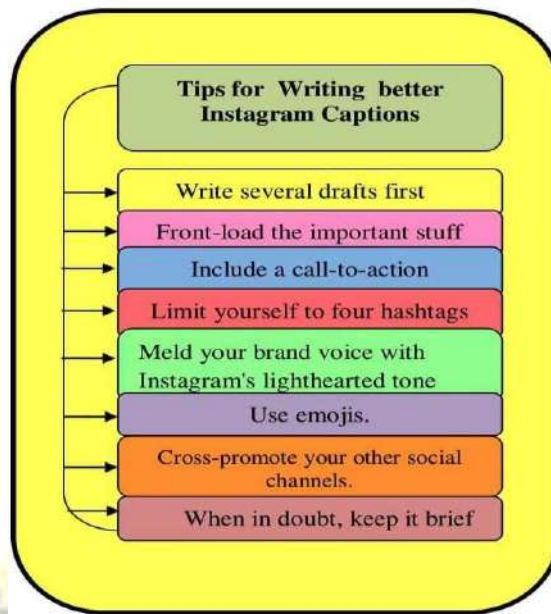 Tips for Writing better
Instagram Captions
Write several drafts first
Front-load the important stuff
Include a call-to-action
Limit yourself to four hashtags
Meld your brand voice with
Instagram's lighthearted tone
Use emojis.
Cross-promote your other social
channels.
When in doubt, keep it brief